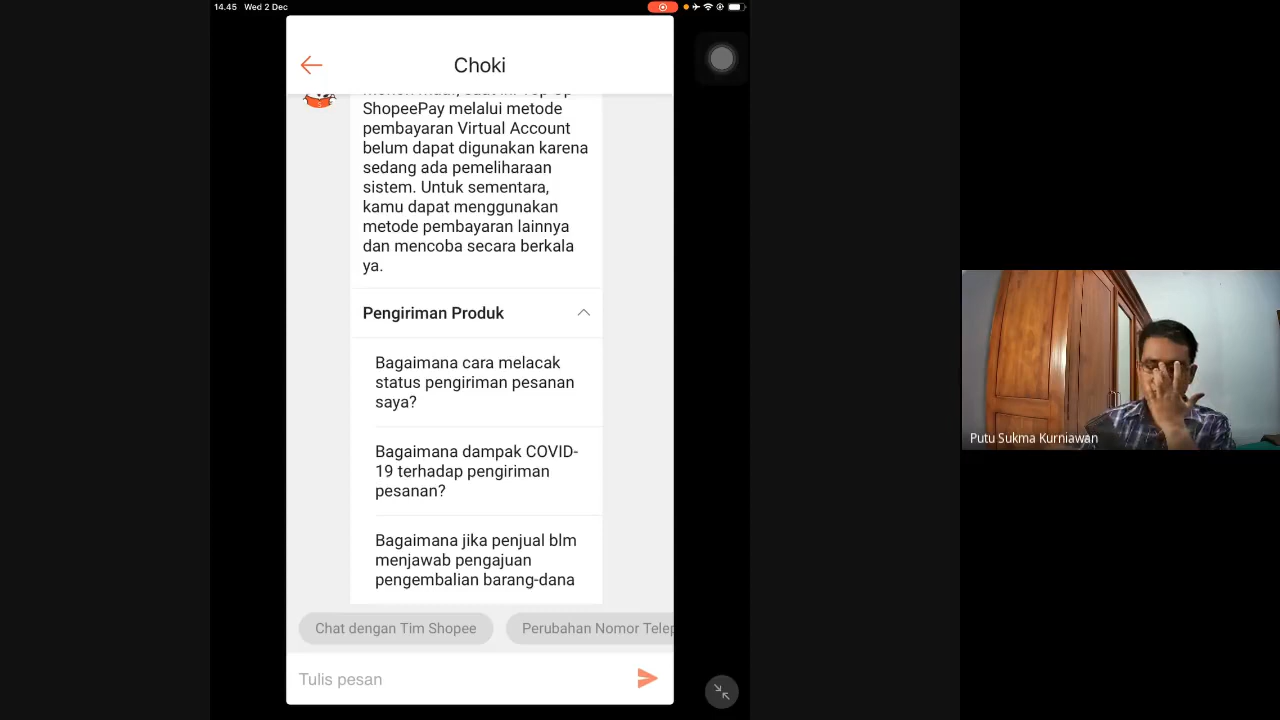 14.45 Wed 2 Dec
Choki
ShopeePay melalui metode
pembayaran Virtual Account
belum dapat digunakan karena
sedang ada pemeliharaan
sistem. Untuk sementara,
kamu dapat menggunakan
metode pembayaran lainnya
dan mencoba secara berkala
ya.
Pengiriman Produk
Bagaimana cara melacak
status pengiriman pesanan
saya?
Bagaimana dampak COVID-
19 terhadap pengiriman
pesanan?
Bagaimana jika penjual blm
menjawab pengajuan
pengembalian barang-dana
Chat dengan Tim Shopee
Perubahan Nomor Telep
Tulis pesan
Putu Sukma Kurniawan